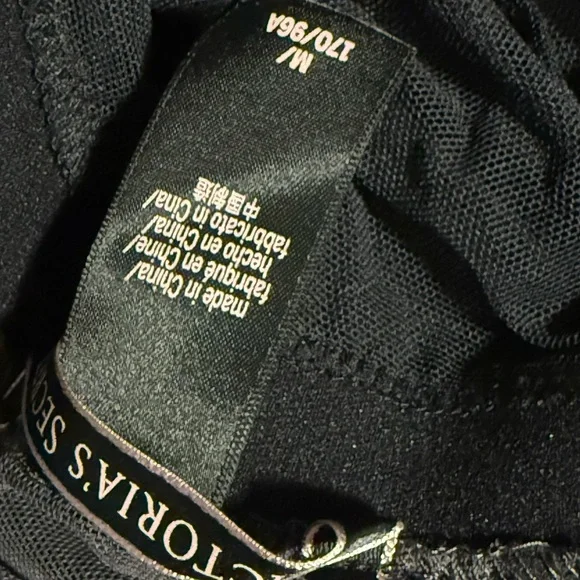 VICTORIA'S SEC
made in China/
fabriqué en Chine/
hecho en China/
fabbricato in Cina/
中国制造
M/
170/96A